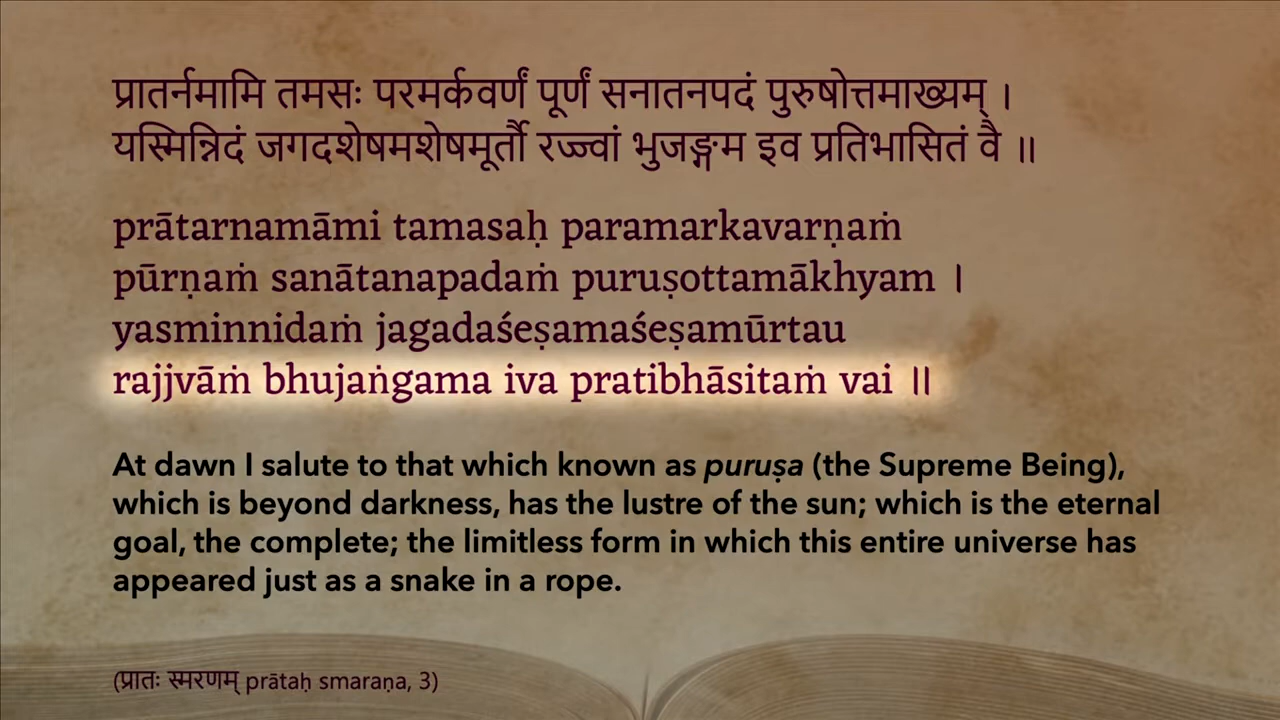 प्रातर्नमामि तमसः परमर्कवर्णं पूर्णं सनातनपदं पुरुषोत्तमाख्यम् ।
यस्मिन्निदं जगदशेषमशेषमूर्तौ रज्ज्वां भुजङ्गम इव प्रतिभासितं वै ॥
prātarnamāmi tamasaḥ paramarkavarṇaṁ
pūrṇaṁ sanātanapadaṁ puruṣottamākhyam ।
yasminnidaṁ jagadaśeṣamaśeṣamūrtau
rajjvāṁ bhujaṅgama iva pratibhāsitaṁ vai ॥
At dawn I salute to that which known as puruṣa (the Supreme Being),
which is beyond darkness, has the lustre of the sun; which is the eternal
goal, the complete; the limitless form in which this entire universe has
appeared just as a snake in a rope.
(प्रातः स्मरणम् prātaḥ smaraṇa, 3)